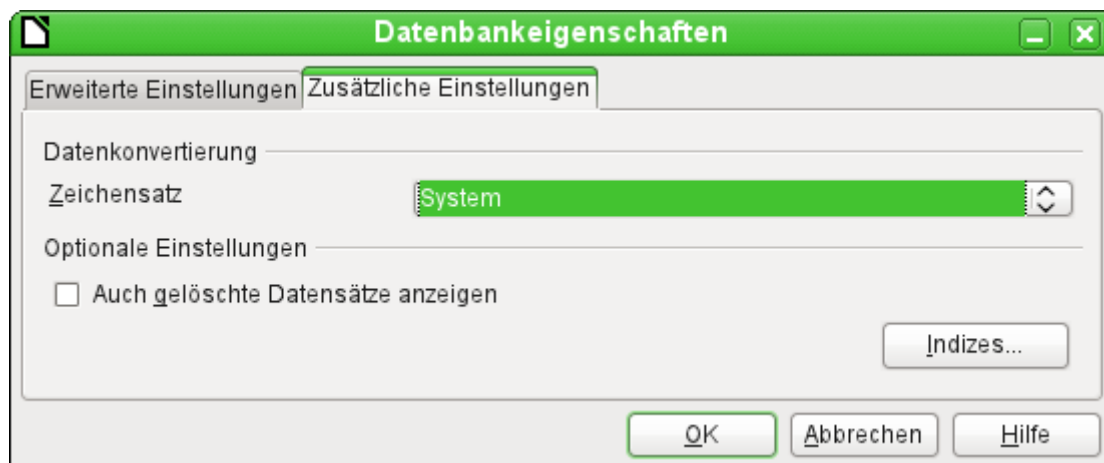 Datenbankeigenschaften
Erweiterte Einstellungen Zusätzliche Einstellungen
Datenkonvertierung
Zeichensatz System
Optionale Einstellungen
Auch gelöschte Datensätze anzeigen
Indizes...
OK Abbrechen Hilfe